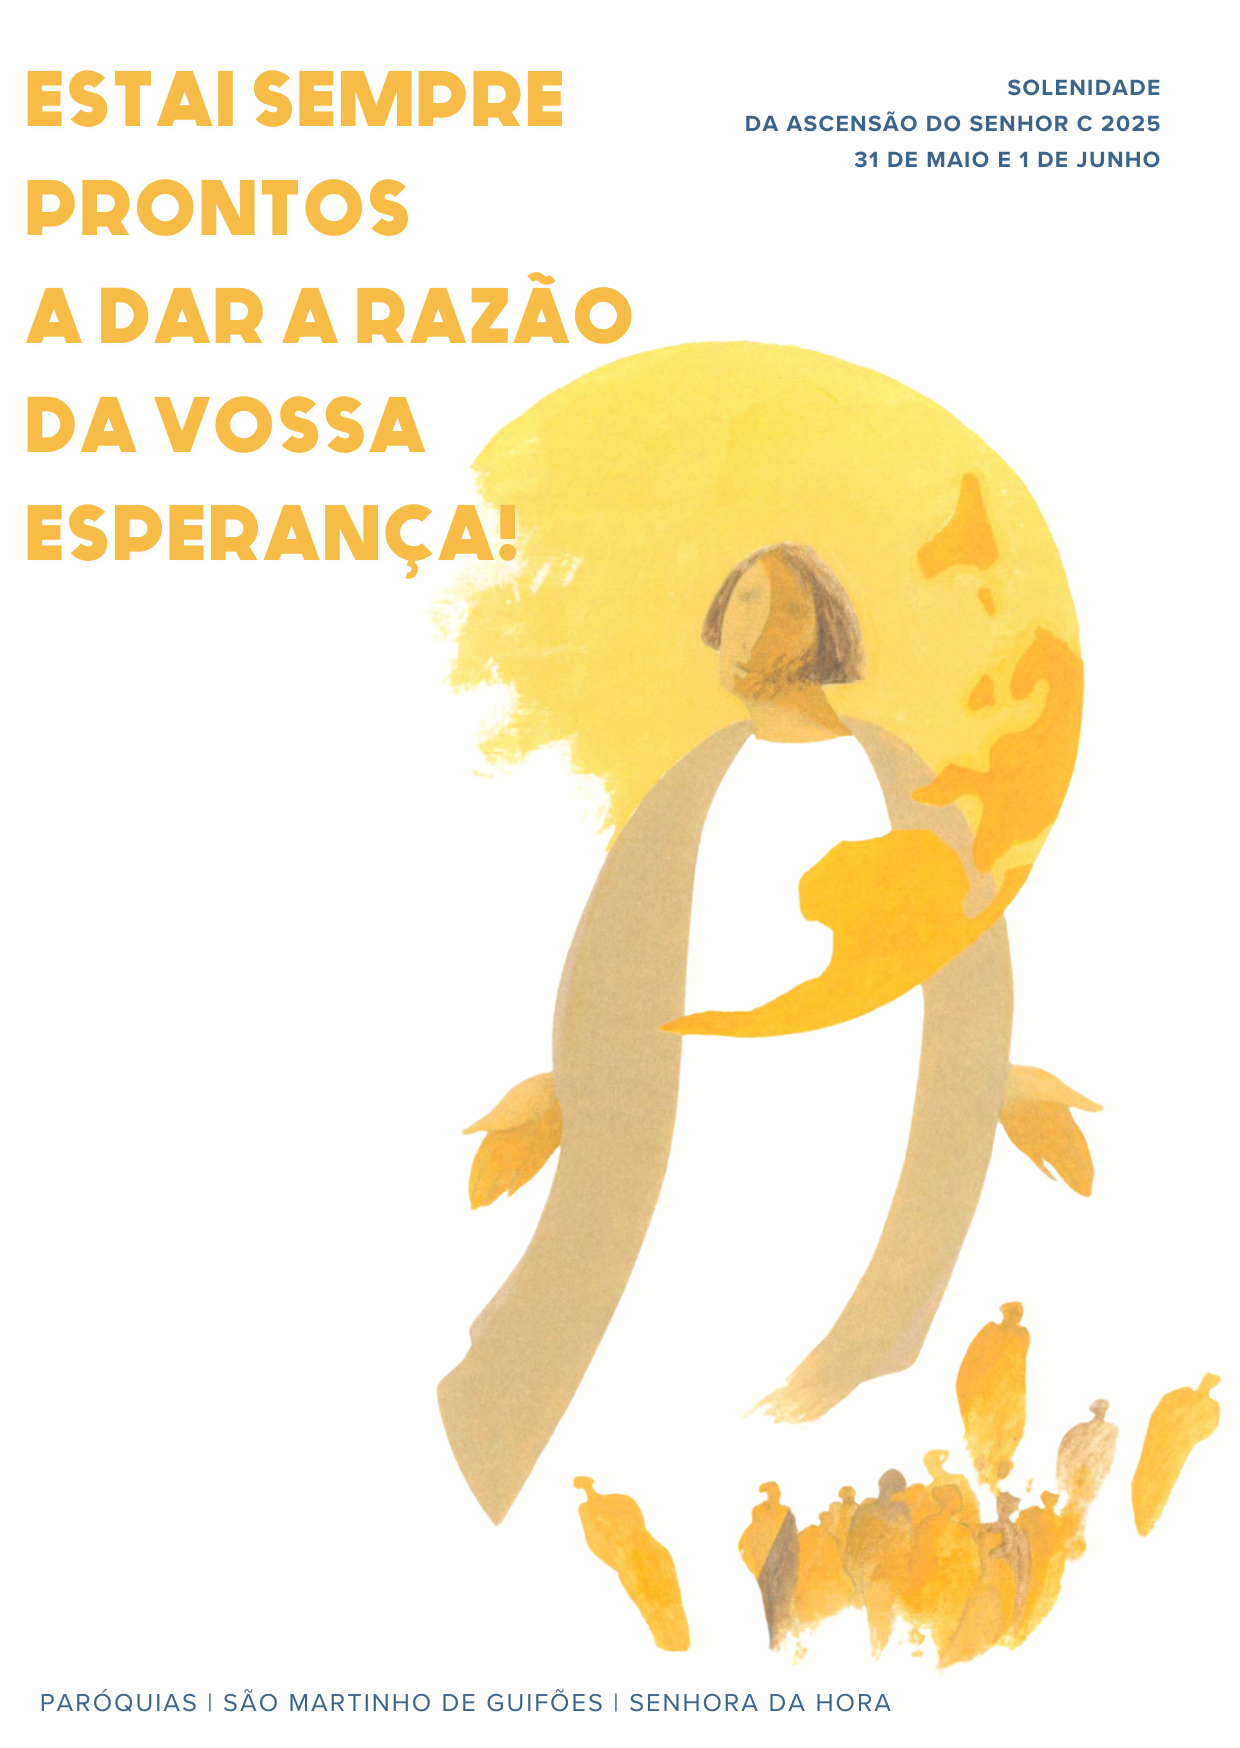 ESTAI SEMPRE
PRONTOS
A DAR A RAZÃO
DA VOSSA
ESPERANÇA!
SOLENIDADE
DA ASCENSÃO DO SENHOR C 2025
31 DE MAIO E 1 DE JUNHO
PARÓQUIAS | SÃO MARTINHO DE GUIFÕES | SENHORA DA HORA